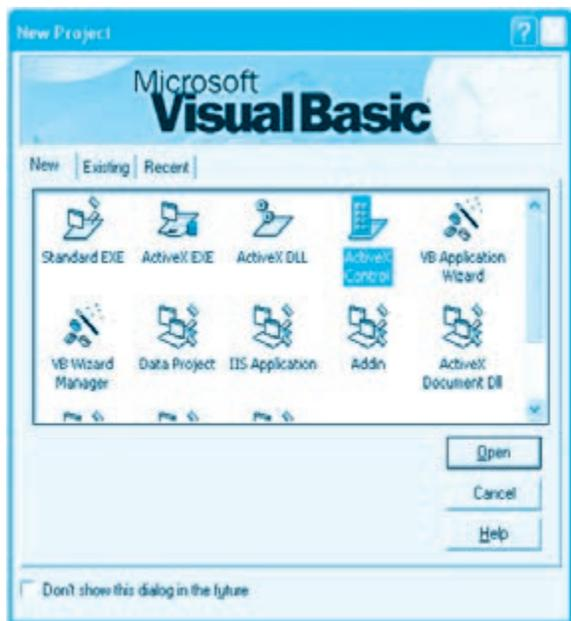 New Project
?
Microsoft
Visual Basic
New Existing Recent
Standard EXE ActiveX EXE ActiveX DLL ActiveX Control VB Application Wizard
VB Wizard Manager Data Project IIS Application Addin ActiveX Document Dll
Open
Cancel
Help
Don't show this dialog in the future